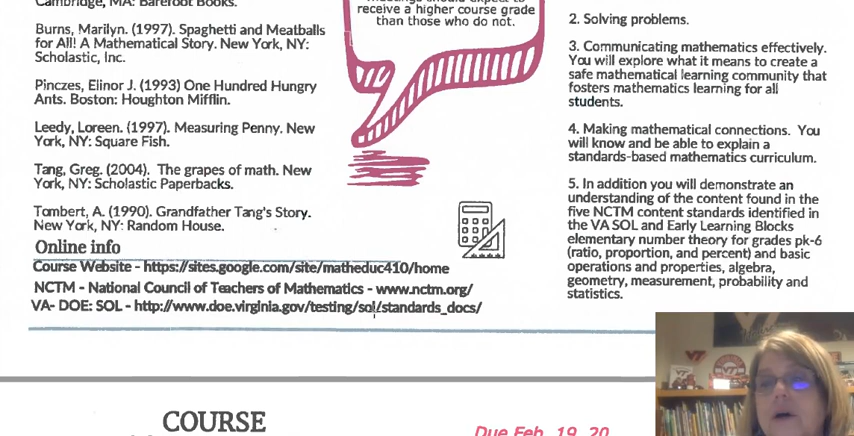 Cambridge, MA: Barefoot Books.
Burns, Marilyn. (1997). Spaghetti and Meatballs
for All! A Mathematical Story. New York, NY:
Scholastic, Inc.
Pinczes, Elinor J. (1993) One Hundred Hungry
Ants. Boston: Houghton Mifflin.
Leedy, Loreen. (1997). Measuring Penny. New
York, NY: Square Fish.
Tang, Greg. (2004). The grapes of math. New
York, NY: Scholastic Paperbacks.
Tombert, A. (1990). Grandfather Tang's Story.
New York, NY: Random House.
Online info
Course Website - https://sites.google.com/site/matheduc410/home
NCTM - National Council of Teachers of Mathematics - www.nctm.org/
VA- DOE: SOL - http://www.doe.virginia.gov/testing/sol/standards_docs/
receive a higher course grade
than those who do not.
2. Solving problems.
3. Communicating mathematics effectively.
You will explore what it means to create a
safe mathematical learning community that
fosters mathematics learning for all
students.
4. Making mathematical connections. You
will know and be able to explain a
standards-based mathematics curriculum.
5. In addition you will demonstrate an
understanding of the content found in the
five NCTM content standards identified in
the VA SOL and Early Learning Blocks
elementary number theory for grades pk-6
(ratio, proportion, and percent) and basic
operations and properties, algebra,
geometry, measurement, probability and
statistics.
COURSE
Due Feb. 19, 20